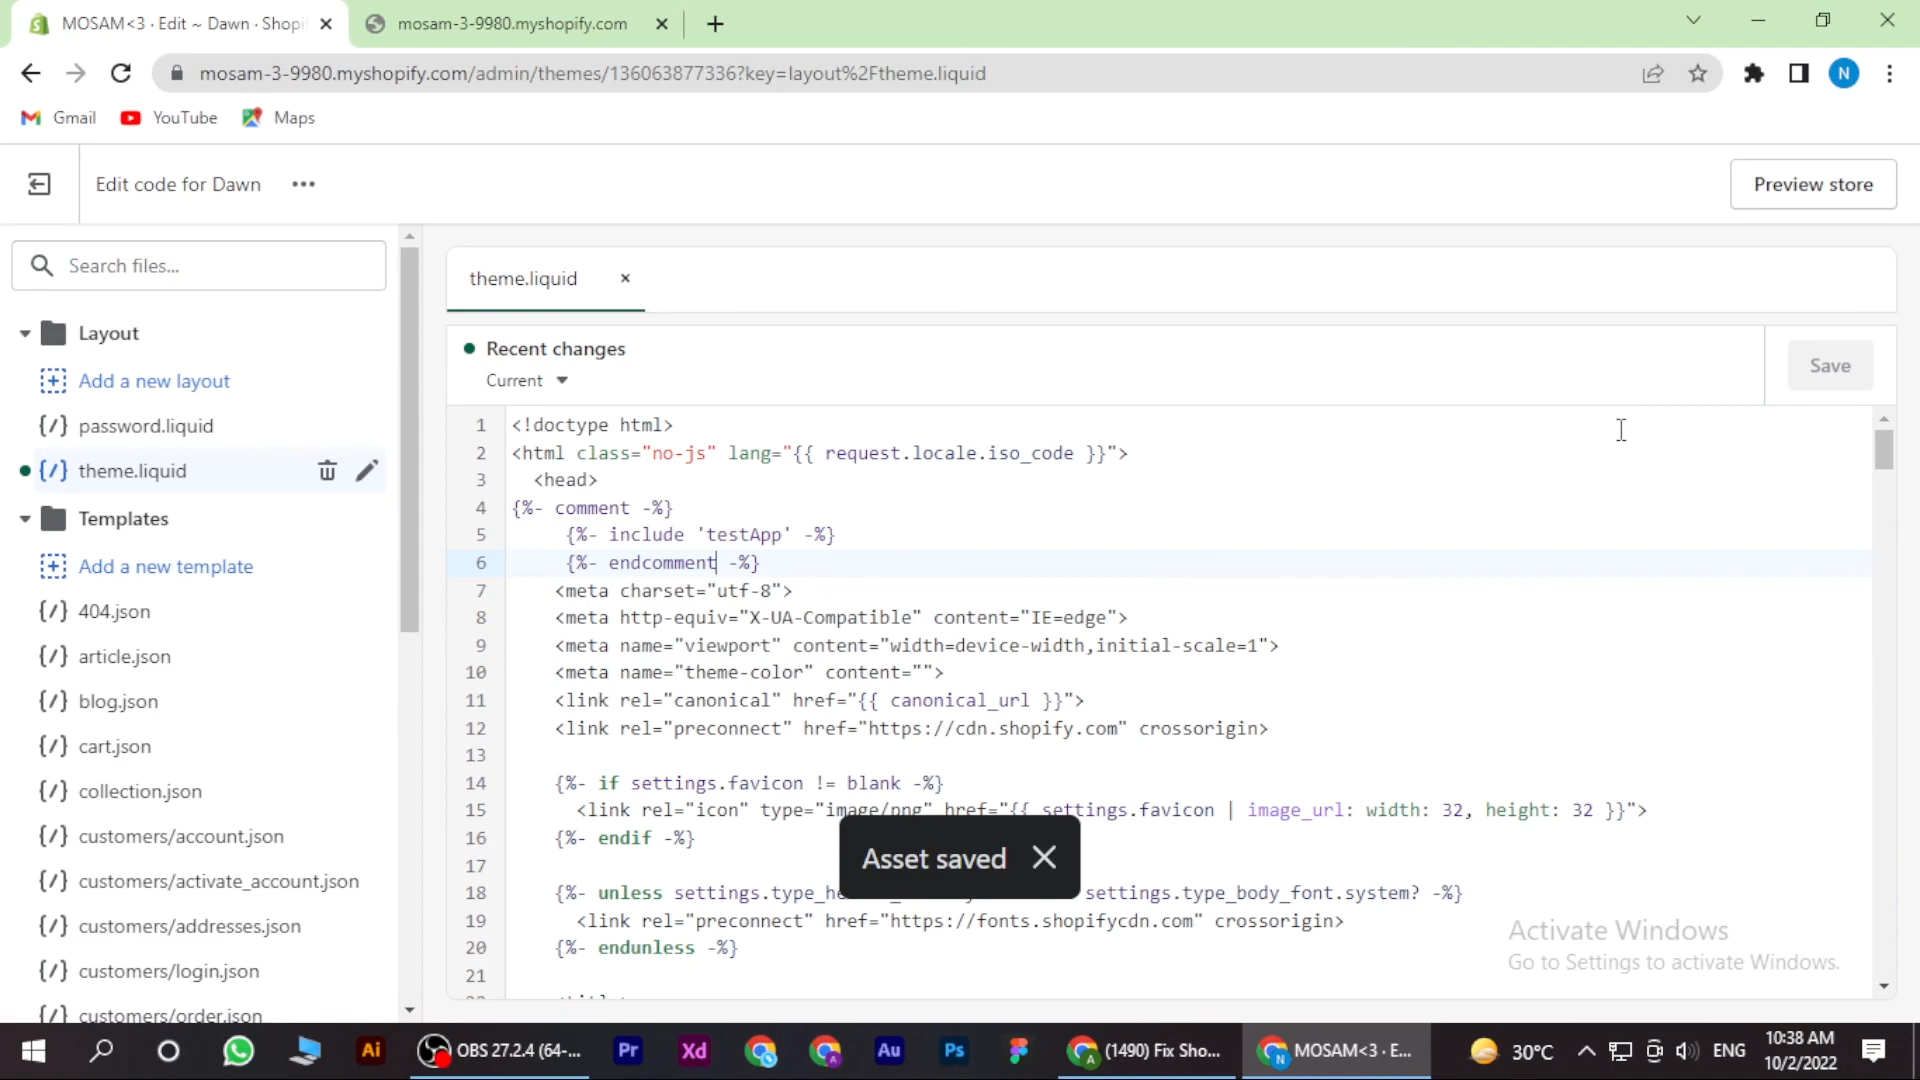 MOSAM<3 · Edit ~ Dawn · Shopi
mosam-3-9980.myshopify.com
mosam-3-9980.myshopify.com/admin/themes/136063877336?key=layout%2Ftheme.liquid
N
Gmail
YouTube
Maps
Edit code for Dawn
Preview store
Search files...
Layout
Add a new layout
{/} password.liquid
{/} theme.liquid
Templates
Add a new template
{/} 404.json
{/} article.json
{/} blog.json
{/} cart.json
{/} collection.json
{/} customers/account.json
{/} customers/activate_account.json
{/} customers/addresses.json
{/} customers/login.json
{/} customers/order.json
theme.liquid
Recent changes
Current
Save
1 <!doctype html>
2 <html class="no-js" lang="{{ request.locale.iso_code }}">
3 <head>
4 {%- comment -%}
5 {%- include 'testApp' -%}
6 {%- endcomment -%}
7 <meta charset="utf-8">
8 <meta http-equiv="X-UA-Compatible" content="IE=edge">
9 <meta name="viewport" content="width=device-width,initial-scale=1">
10 <meta name="theme-color" content="">
11 <link rel="canonical" href="{{ canonical_url }}">
12 <link rel="preconnect" href="https://cdn.shopify.com" crossorigin>
13
14 {%- if settings.favicon != blank -%}
15 <link rel="icon" type="image/png" href="{{ settings.favicon | image_url: width: 32, height: 32 }}">
16 {%- endif -%}
17
18 {%- unless settings.type_he settings.type_body_font.system? -%}
19 <link rel="preconnect" href="https://fonts.shopifycdn.com" crossorigin>
20 {%- endunless -%}
21
Asset saved
Activate Windows
Go to Settings to activate Windows.
Ai
OBS 27.2.4 (64-...
Pr
Xd
Au
Ps
(1490) Fix Sho...
MOSAM<3 · E...
30°C
ENG
10:38 AM
10/2/2022